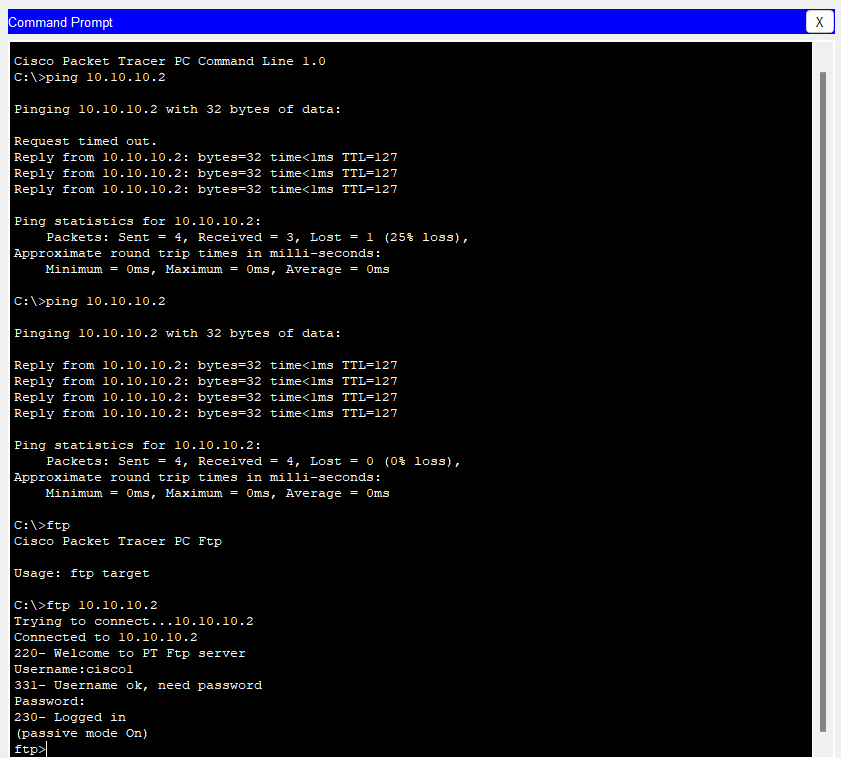 Command Prompt
X
Cisco Packet Tracer PC Command Line 1.0
C:\>ping 10.10.10.2
Pinging 10.10.10.2 with 32 bytes of data:
Request timed out.
Reply from 10.10.10.2: bytes=32 time<1ms TTL=127
Reply from 10.10.10.2: bytes=32 time<1ms TTL=127
Reply from 10.10.10.2: bytes=32 time<1ms TTL=127
Ping statistics for 10.10.10.2:
    Packets: Sent = 4, Received = 3, Lost = 1 (25% loss),
Approximate round trip times in milli-seconds:
    Minimum = 0ms, Maximum = 0ms, Average = 0ms
C:\>ping 10.10.10.2
Pinging 10.10.10.2 with 32 bytes of data:
Reply from 10.10.10.2: bytes=32 time<1ms TTL=127
Reply from 10.10.10.2: bytes=32 time<1ms TTL=127
Reply from 10.10.10.2: bytes=32 time<1ms TTL=127
Reply from 10.10.10.2: bytes=32 time<1ms TTL=127
Ping statistics for 10.10.10.2:
    Packets: Sent = 4, Received = 4, Lost = 0 (0% loss),
Approximate round trip times in milli-seconds:
    Minimum = 0ms, Maximum = 0ms, Average = 0ms
C:\>ftp
Cisco Packet Tracer PC Ftp
Usage: ftp target
C:\>ftp 10.10.10.2
Trying to connect...10.10.10.2
Connected to 10.10.10.2
220- Welcome to PT Ftp server
Username:cisco1
331- Username ok, need password
Password:
230- Logged in
(passive mode On)
ftp>